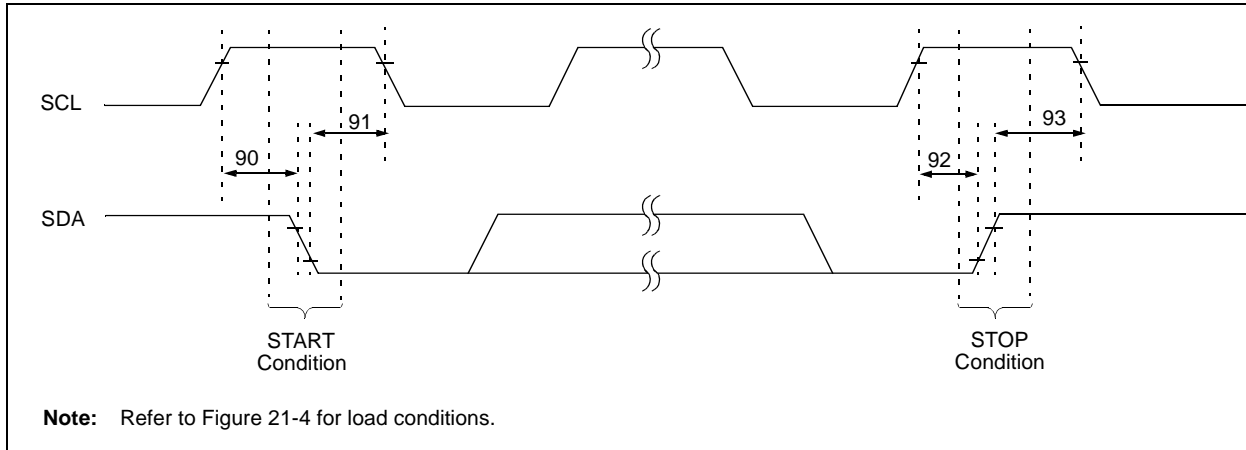 SCL
91
93
90
92
SDA
START
Condition
STOP
Condition
Note: Refer to Figure 21-4 for load conditions.